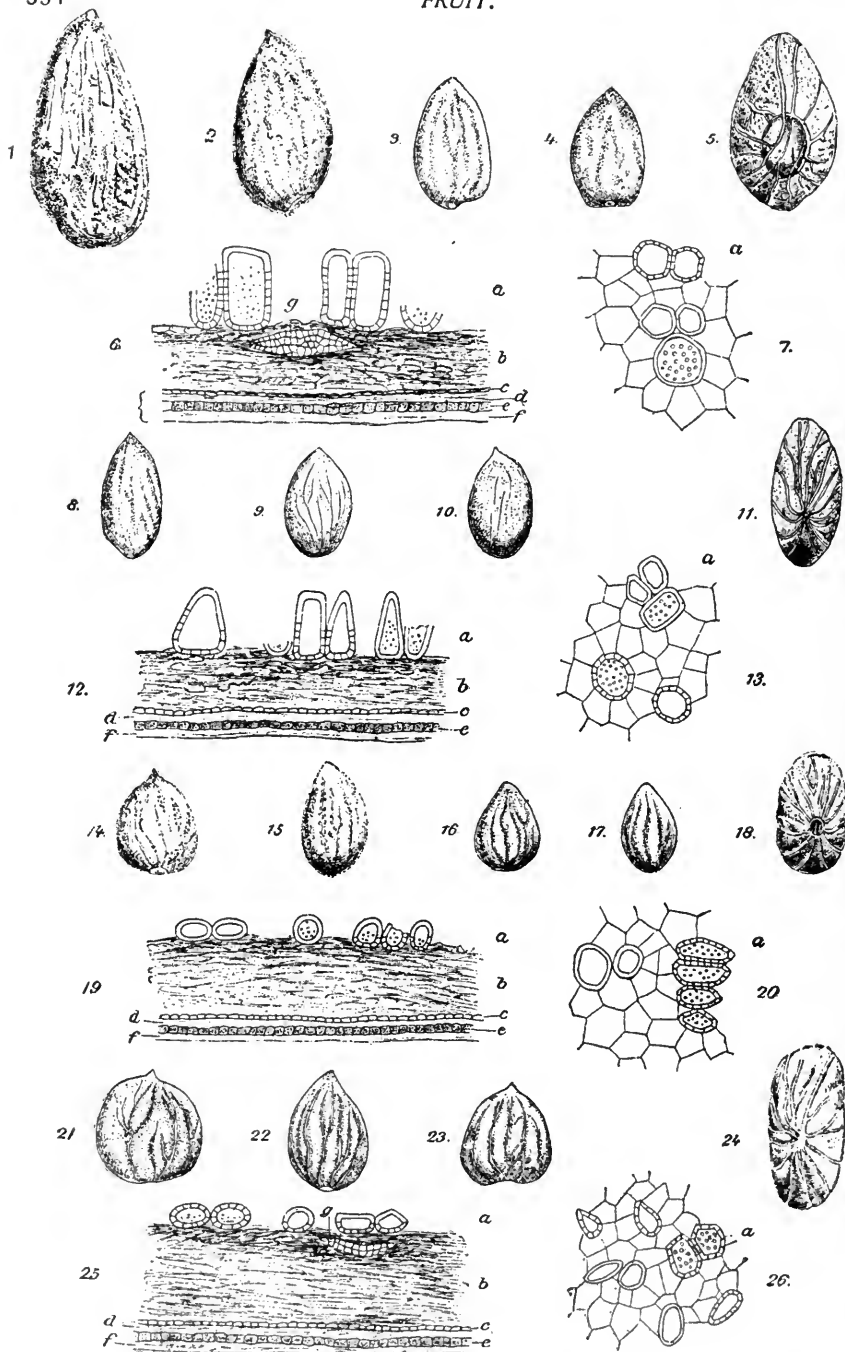 FRUIT.
1 2 3. 4. 5.
6. g a b c d e f a 7.
8. 9. 10. 11.
12. a b c d e f a 13.
14. 15 16 17. 18.
19 a b c d e f a 20.
21 22 23. 24
25 g a b c d e f a 26.